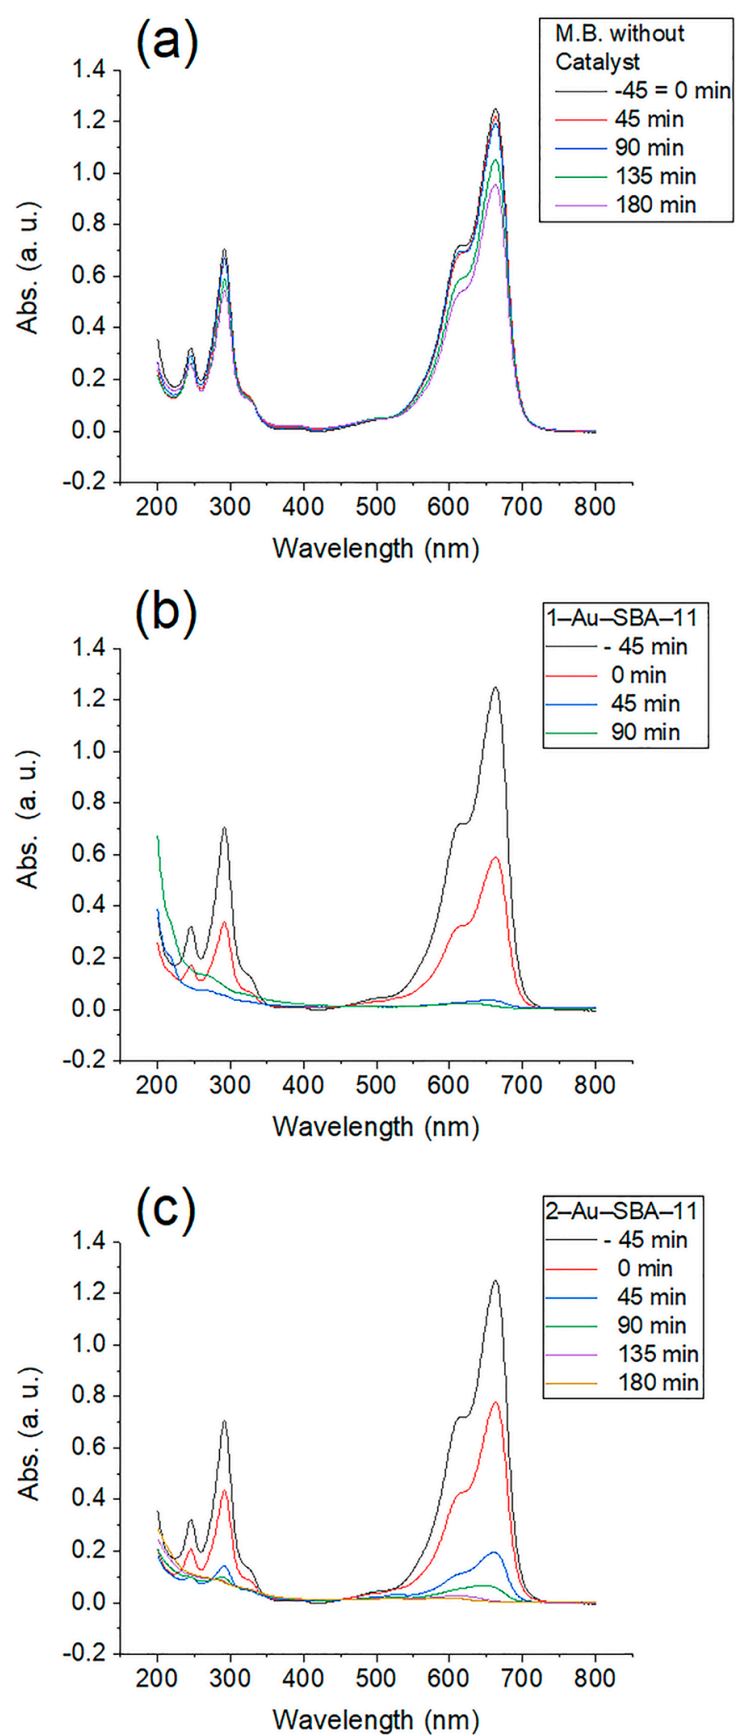 (a)
M.B. without
Catalyst
-45 = 0 min
45 min
90 min
135 min
180 min
1.4
1.2
1.0
0.8
0.6
0.4
0.2
0.0
-0.2
Abs. (a. u.)
200 300 400 500 600 700 800
Wavelength (nm)
(b)
1–Au–SBA–11
- 45 min
0 min
45 min
90 min
1.4
1.2
1.0
0.8
0.6
0.4
0.2
0.0
-0.2
Abs. (a. u.)
200 300 400 500 600 700 800
Wavelength (nm)
(c)
2–Au–SBA–11
- 45 min
0 min
45 min
90 min
135 min
180 min
1.4
1.2
1.0
0.8
0.6
0.4
0.2
0.0
-0.2
Abs. (a. u.)
200 300 400 500 600 700 800
Wavelength (nm)